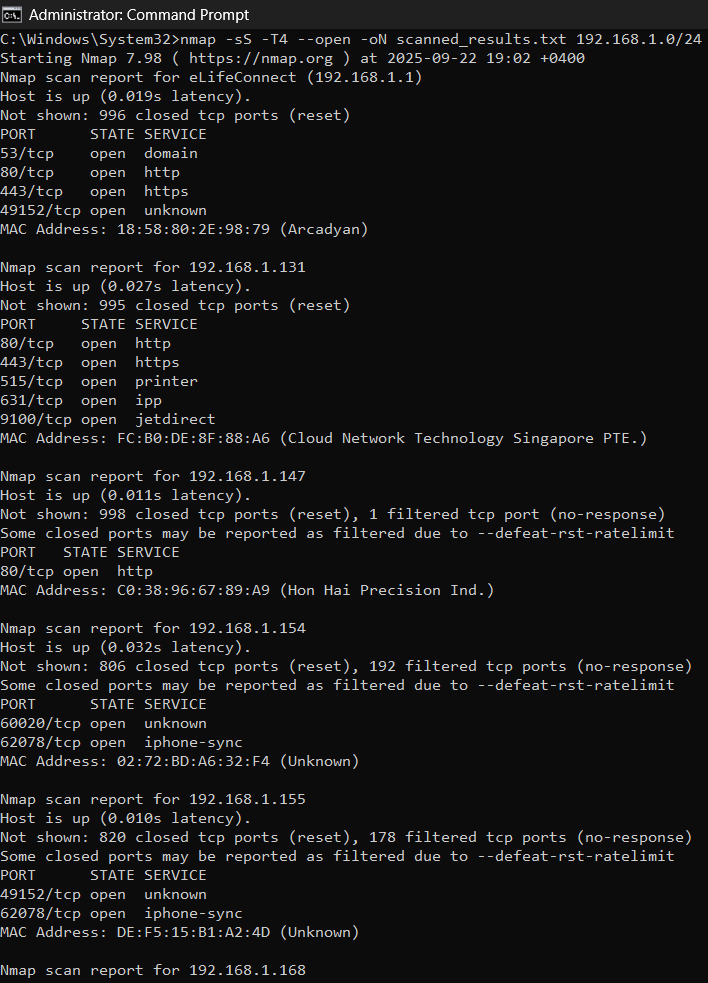 Administrator: Command Prompt
C:\Windows\System32>nmap -sS -T4 --open -oN scanned_results.txt 192.168.1.0/24
Starting Nmap 7.98 ( https://nmap.org ) at 2025-09-22 19:02 +0400
Nmap scan report for eLifeConnect (192.168.1.1)
Host is up (0.019s latency).
Not shown: 996 closed tcp ports (reset)
PORT      STATE SERVICE
53/tcp    open  domain
80/tcp    open  http
443/tcp   open  https
49152/tcp open  unknown
MAC Address: 18:58:80:2E:98:79 (Arcadyan)

Nmap scan report for 192.168.1.131
Host is up (0.027s latency).
Not shown: 995 closed tcp ports (reset)
PORT     STATE SERVICE
80/tcp   open  http
443/tcp  open  https
515/tcp  open  printer
631/tcp  open  ipp
9100/tcp open  jetdirect
MAC Address: FC:B0:DE:8F:88:A6 (Cloud Network Technology Singapore PTE.)

Nmap scan report for 192.168.1.147
Host is up (0.011s latency).
Not shown: 998 closed tcp ports (reset), 1 filtered tcp port (no-response)
Some closed ports may be reported as filtered due to --defeat-rst-ratelimit
PORT   STATE SERVICE
80/tcp open  http
MAC Address: C0:38:96:67:89:A9 (Hon Hai Precision Ind.)

Nmap scan report for 192.168.1.154
Host is up (0.032s latency).
Not shown: 806 closed tcp ports (reset), 192 filtered tcp ports (no-response)
Some closed ports may be reported as filtered due to --defeat-rst-ratelimit
PORT      STATE SERVICE
60020/tcp open  unknown
62078/tcp open  iphone-sync
MAC Address: 02:72:BD:A6:32:F4 (Unknown)

Nmap scan report for 192.168.1.155
Host is up (0.010s latency).
Not shown: 820 closed tcp ports (reset), 178 filtered tcp ports (no-response)
Some closed ports may be reported as filtered due to --defeat-rst-ratelimit
PORT      STATE SERVICE
49152/tcp open  unknown
62078/tcp open  iphone-sync
MAC Address: DE:F5:15:B1:A2:4D (Unknown)

Nmap scan report for 192.168.1.168